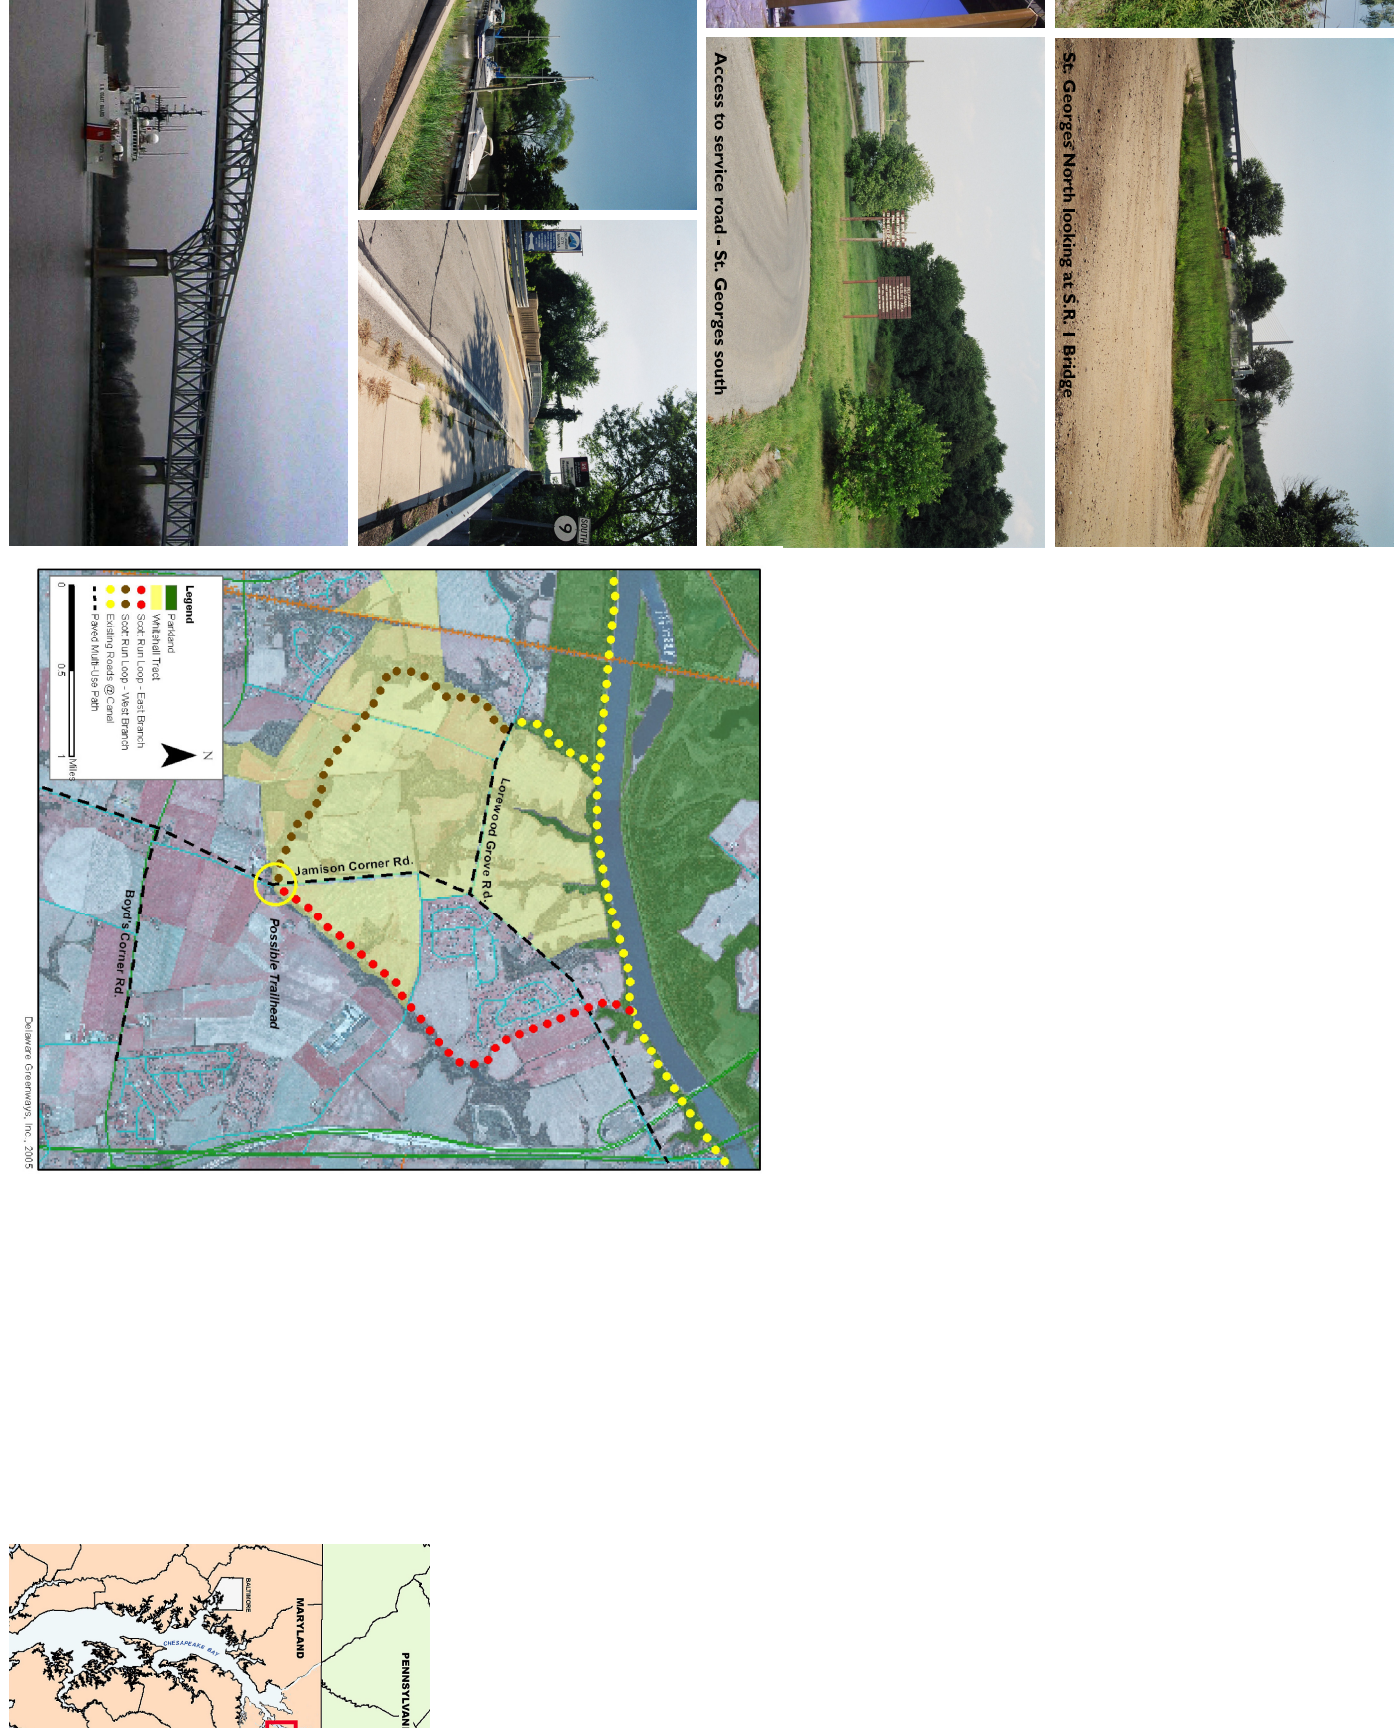 Access to service road - St. Georges south
St. Georges North looking at S.R. 1 Bridge
SOUTH
9
Legend
Parkland
Whitehall Tract
Scott Run Loop - East Branch
Scott Run Loop - West Branch
Existing Roads @ Canal
Paved Multi-Use Path
0
0.5
1
Miles
N
Lorewood Grove Rd.
Jamison Corner Rd.
Possible Trailhead
Boyd's Corner Rd.
Delaware Greenways, Inc., 2005
BALTIMORE
MARYLAND
CHESAPEAKE BAY